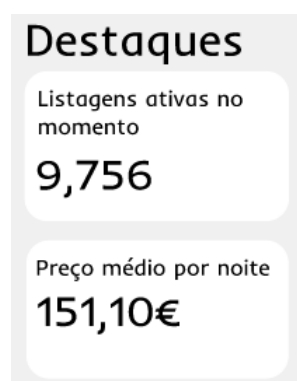 Destaques
Listagens ativas no
momento
9,756
Preço médio por noite
151,10€